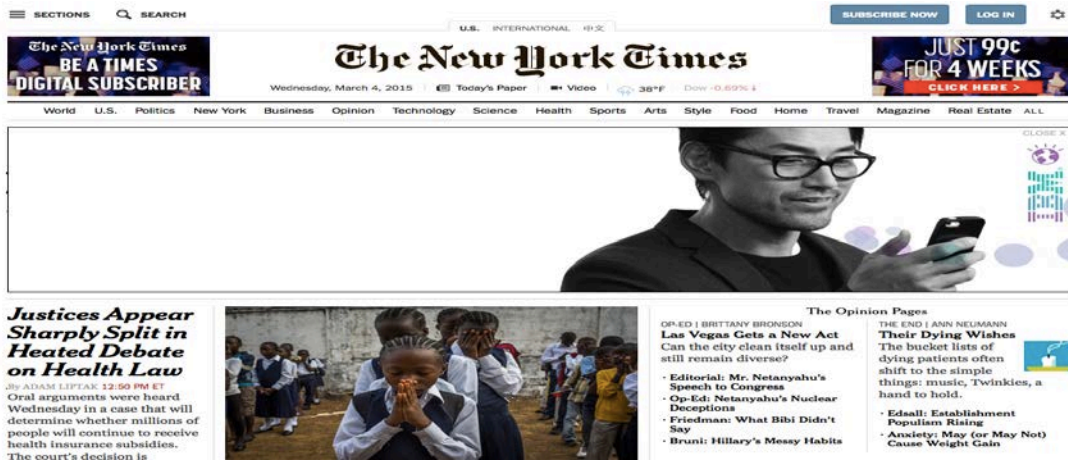 SECTIONS SEARCH
SUBSCRIBE NOW LOG IN
U.S. INTERNATIONAL 中文
The New York Times
BE A TIMES
DIGITAL SUBSCRIBER
The New York Times
JUST 99¢
FOR 4 WEEKS
CLICK HERE >
Wednesday, March 4, 2015 Today's Paper Video 38°F Dow -0.69% ↓
World U.S. Politics New York Business Opinion Technology Science Health Sports Arts Style Food Home Travel Magazine Real Estate ALL
CLOSE X
IBM
Justices Appear
Sharply Split in
Heated Debate
on Health Law
By ADAM LIPTAK 12:50 PM ET
Oral arguments were heard
Wednesday in a case that will
determine whether millions of
people will continue to receive
health insurance subsidies.
The court's decision is
The Opinion Pages
OP-ED | BRITTANY BRONSON
Las Vegas Gets a New Act
Can the city clean itself up and
still remain diverse?
· Editorial: Mr. Netanyahu's
Speech to Congress
· Op-Ed: Netanyahu's Nuclear
Deceptions
· Friedman: What Bibi Didn't
Say
· Bruni: Hillary's Messy Habits
THE END | ANN NEUMANN
Their Dying Wishes
The bucket lists of
dying patients often
shift to the simple
things: music, Twinkies, a
hand to hold.
· Edsall: Establishment
Populism Rising
· Anxiety: May (or May Not)
Cause Weight Gain